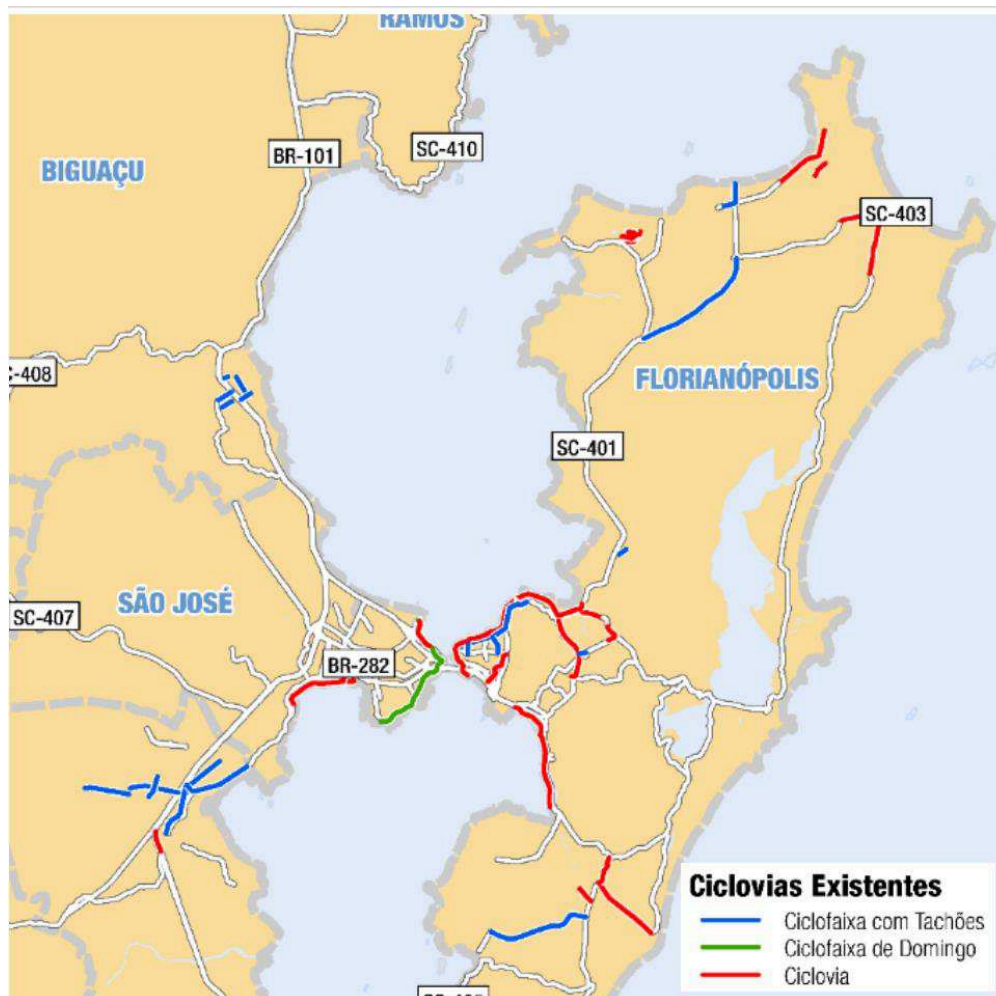 RAMOS
BR-101
SC-410
BIGUAÇU
SC-403
C-408
FLORIANÓPOLIS
SC-401
SÃO JOSÉ
SC-407
BR-282
Ciclovias Existentes
Ciclofaixa com Tachões
Ciclofaixa de Domingo
Ciclovia